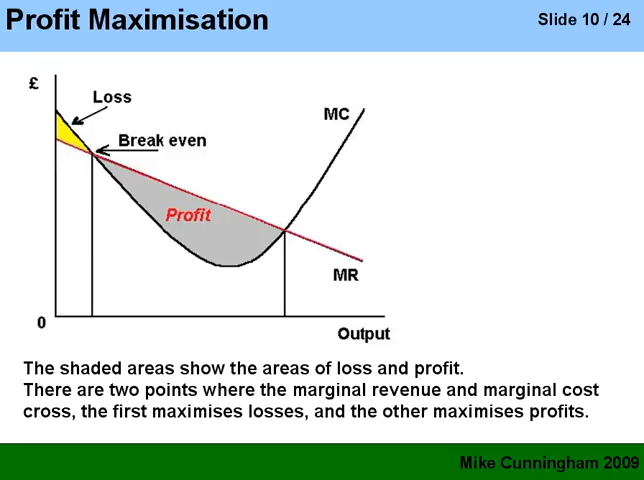 Profit Maximisation
Slide 10 / 24
£
Loss
MC
Break even
Profit
MR
0
Output
The shaded areas show the areas of loss and profit.
There are two points where the marginal revenue and marginal cost
cross, the first maximises losses, and the other maximises profits.
Mike Cunningham 2009